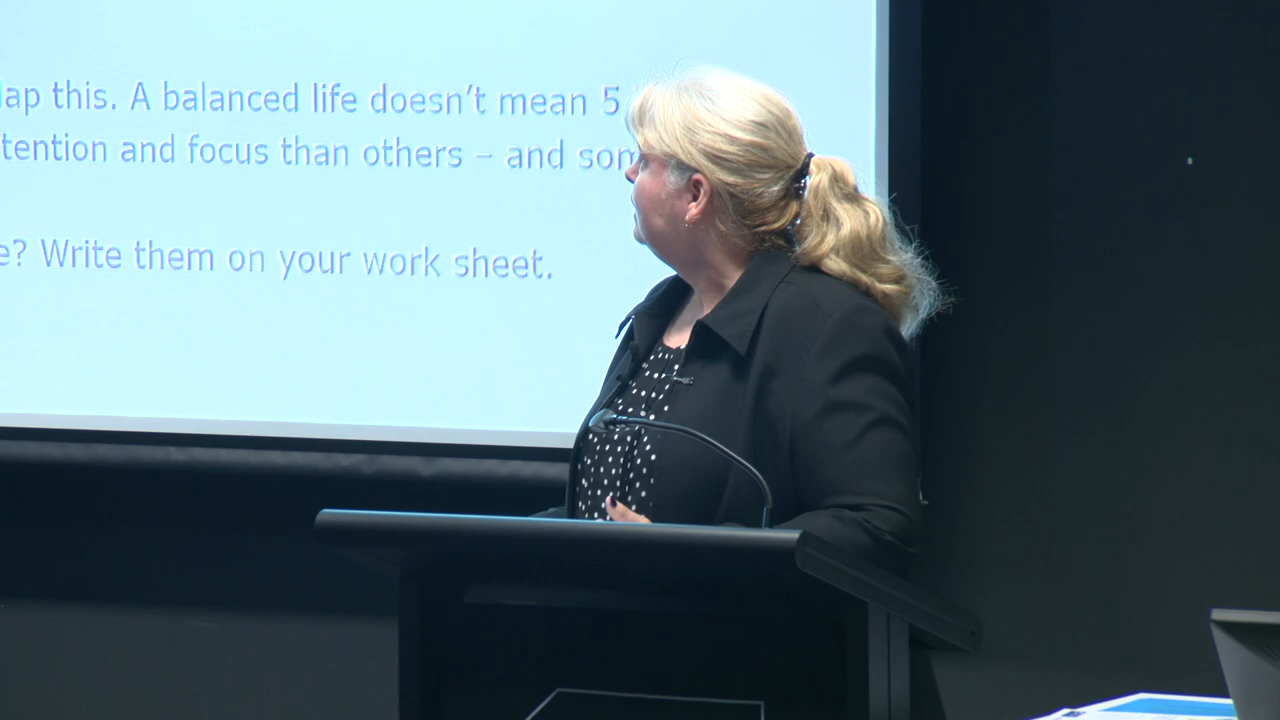 lap this. A balanced life doesn't mean 5
tention and focus than others – and som
e? Write them on your work sheet.